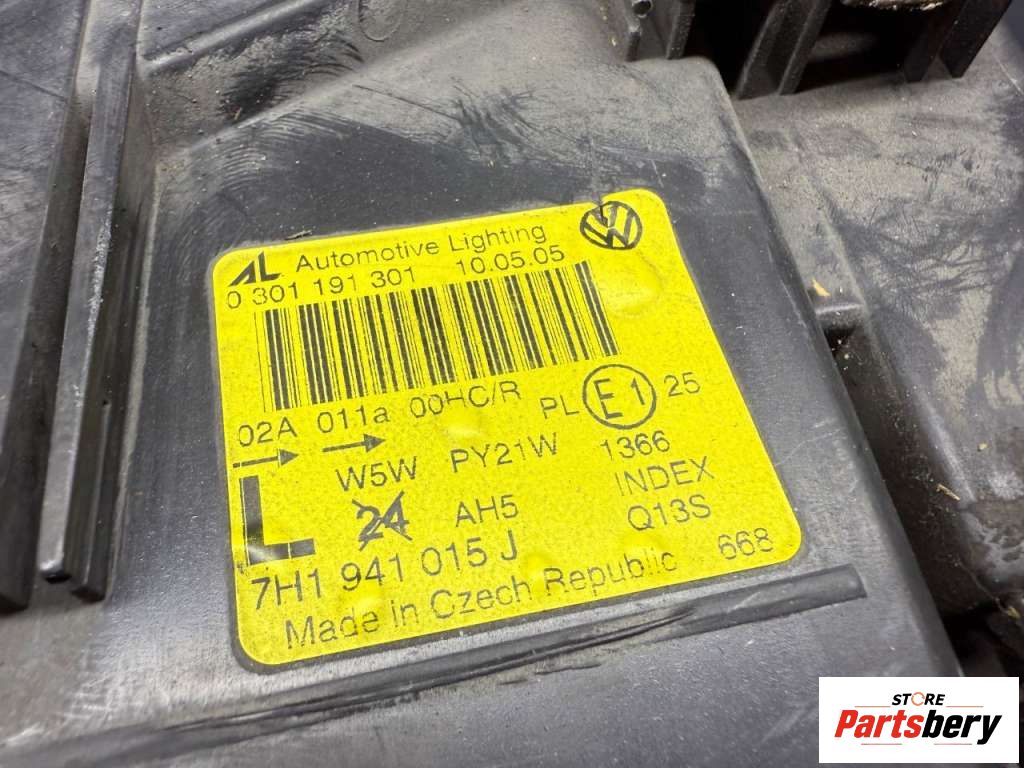 AL Automotive Lighting
0 301 191 301 10.05.05
02A 011a 00HC/R PL E1 25
W5W PY21W 1366
L 24 AH5 INDEX
Q13S
7H1 941 015 J
Made in Czech Republic 668
STORE
Partsbery